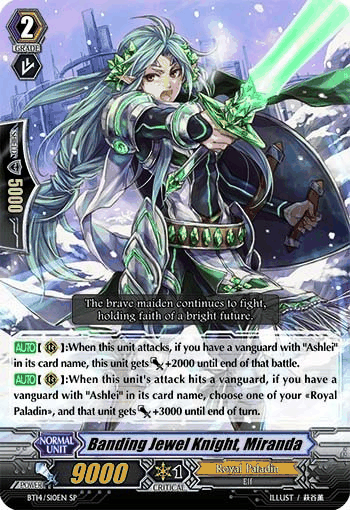 2
GRADE
SHIELD
5000
The brave maiden continues to fight,
holding faith of a bright future.
AUTO【 RC 】:When this unit attacks, if you have a vanguard with "Ashlei"
in its card name, this unit gets +2000 until end of that battle.
AUTO【 RC 】:When this unit's attack hits a vanguard, if you have a
vanguard with "Ashlei" in its card name, choose one of your «Royal
Paladin», and that unit gets +3000 until end of turn.
NORMAL
UNIT
Banding Jewel Knight, Miranda
POWER
9000
1
CRITICAL
Royal Paladin
Elf
BT14/S10EN SP
ILLUST / 萩谷薫